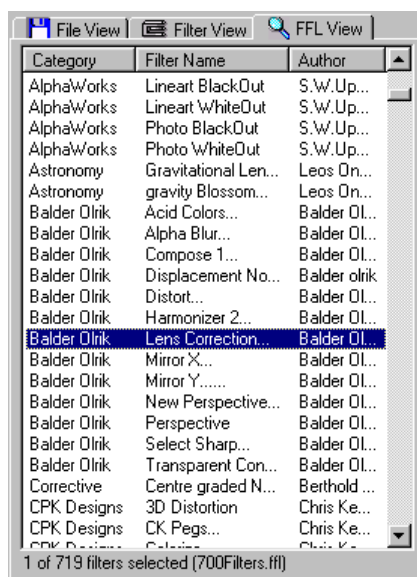 File View Filter View FFL View
Category Filter Name Author
AlphaWorks Lineart BlackOut S.W.Up...
AlphaWorks Lineart WhiteOut S.W.Up...
AlphaWorks Photo BlackOut S.W.Up...
AlphaWorks Photo WhiteOut S.W.Up...
Astronomy Gravitational Len... Leos On...
Astronomy gravity Blossom... Leos On...
Balder Olrik Acid Colors... Balder Ol...
Balder Olrik Alpha Blur... Balder Ol...
Balder Olrik Compose 1... Balder Ol...
Balder Olrik Displacement No... Balder olrik
Balder Olrik Distort... Balder Ol...
Balder Olrik Harmonizer 2... Balder Ol...
Balder Olrik Lens Correction... Balder Ol...
Balder Olrik Mirror X... Balder Ol...
Balder Olrik Mirror Y...... Balder Ol...
Balder Olrik New Perspective... Balder Ol...
Balder Olrik Perspective Balder Ol...
Balder Olrik Select Sharp... Balder Ol...
Balder Olrik Transparent Con... Balder Ol...
Corrective Centre graded N... Berthold ...
CPK Designs 3D Distortion Chris Ke...
CPK Designs CK Pegs... Chris Ke...
CPK Designs Chris Ke...
1 of 719 filters selected (700Filters.ffl)